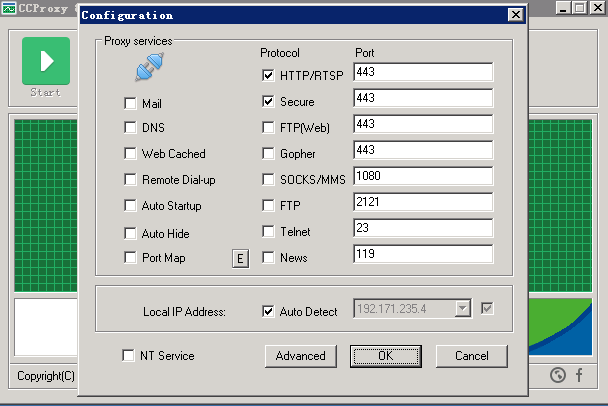 CCProxy
Configuration
Start
Proxy services
Protocol Port
HTTP/RTSP 443
Mail Secure 443
DNS FTP(Web) 443
Web Cached Gopher 443
Remote Dial-up SOCKS/MMS 1080
Auto Startup FTP 2121
Auto Hide Telnet 23
Port Map E News 119
Local IP Address: Auto Detect 192.171.235.4
NT Service Advanced OK Cancel
Copyright(C) f